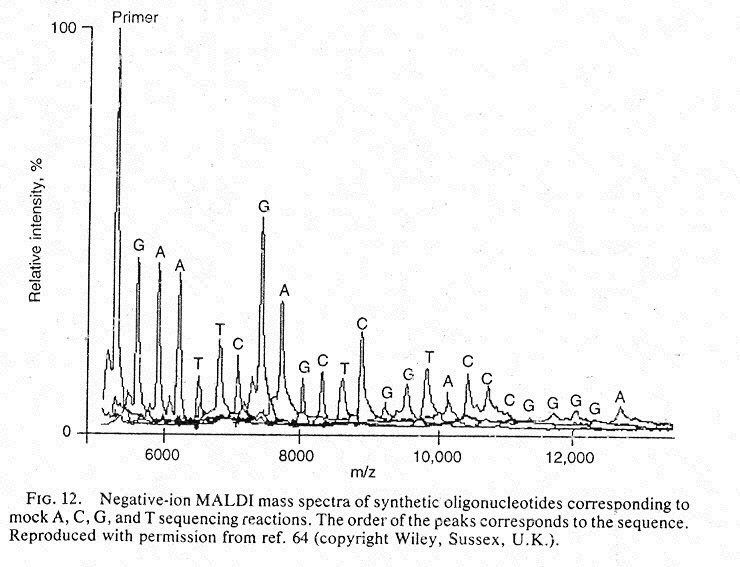 Primer
100
G
A
A
T
T
C
G
A
G
C
T
C
G
G
T
A
C
C
C
G
G
G
G
A
Relative intensity, %
0
6000
8000
10,000
12,000
m/z
FIG. 12. Negative-ion MALDI mass spectra of synthetic oligonucleotides corresponding to
mock A, C, G, and T sequencing reactions. The order of the peaks corresponds to the sequence.
Reproduced with permission from ref. 64 (copyright Wiley, Sussex, U.K.).